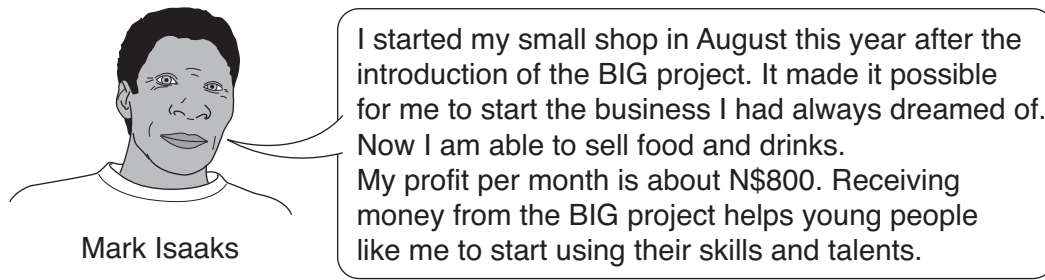 I started my small shop in August this year after the
introduction of the BIG project. It made it possible
for me to start the business I had always dreamed of.
Now I am able to sell food and drinks.
My profit per month is about N$800. Receiving
money from the BIG project helps young people
like me to start using their skills and talents.
Mark Isaaks